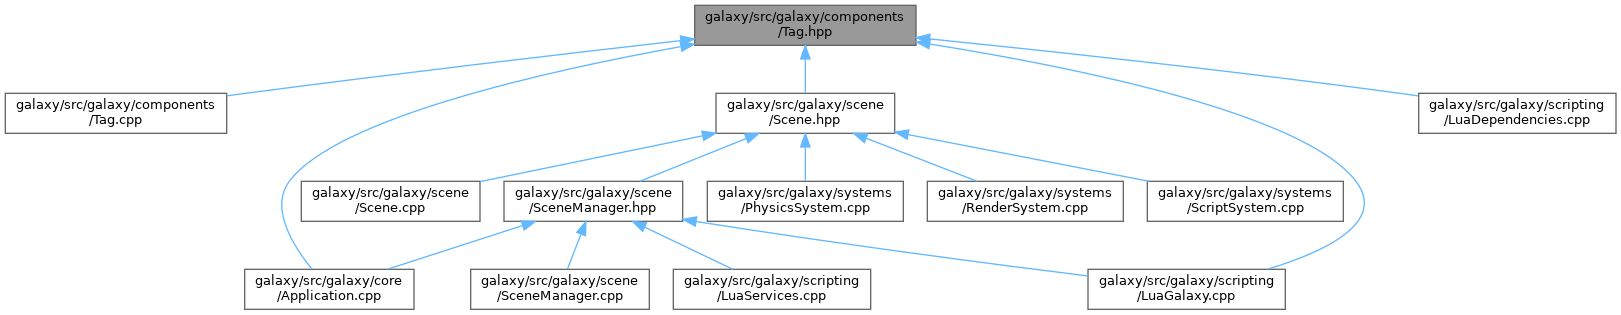 galaxy/src/galaxy/components
/Tag.hpp
galaxy/src/galaxy/components
/Tag.cpp
galaxy/src/galaxy/scene
/Scene.hpp
galaxy/src/galaxy/scripting
/LuaDependencies.cpp
galaxy/src/galaxy/scene
/Scene.cpp
galaxy/src/galaxy/scene
/SceneManager.hpp
galaxy/src/galaxy/systems
/PhysicsSystem.cpp
galaxy/src/galaxy/systems
/RenderSystem.cpp
galaxy/src/galaxy/systems
/ScriptSystem.cpp
galaxy/src/galaxy/core
/Application.cpp
galaxy/src/galaxy/scene
/SceneManager.cpp
galaxy/src/galaxy/scripting
/LuaServices.cpp
galaxy/src/galaxy/scripting
/LuaGalaxy.cpp